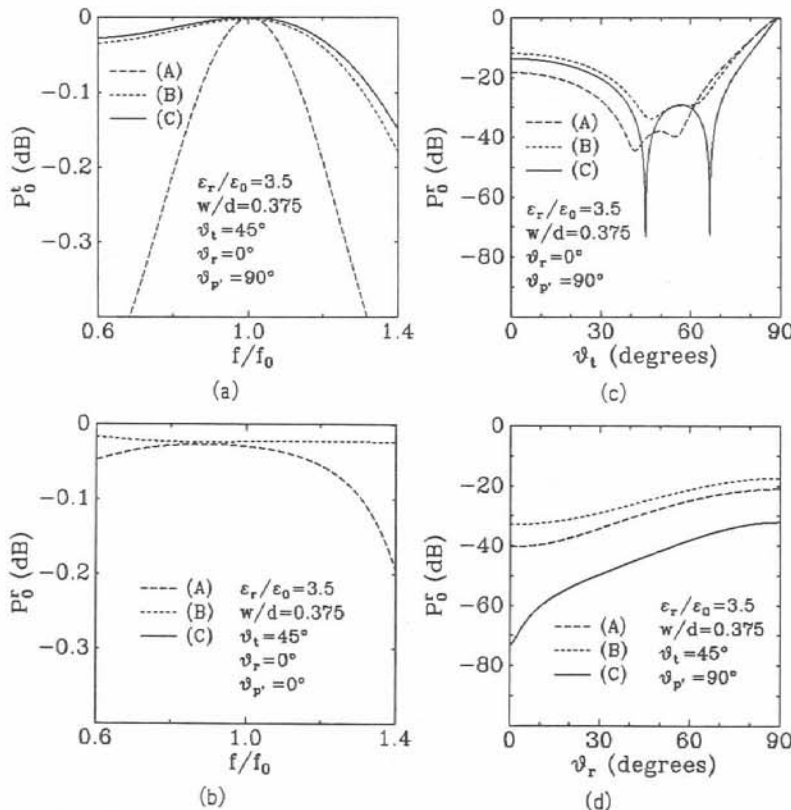 0
−0.1
−0.2
−0.3
P₀ᵗ (dB)
(A)
(B)
(C)
εᵣ/ε₀=3.5
w/d=0.375
ϑₜ=45°
ϑᵣ=0°
ϑₚ′=90°
0.6 1.0 1.4
f/f₀
(a)
0
−20
−40
−60
−80
P₀ʳ (dB)
(A)
(B)
(C)
εᵣ/ε₀=3.5
w/d=0.375
ϑᵣ=0°
ϑₚ′=90°
0 30 60 90
ϑₜ (degrees)
(c)
0
−0.1
−0.2
−0.3
P₀ʳ (dB)
(A)
(B)
(C)
εᵣ/ε₀=3.5
w/d=0.375
ϑₜ=45°
ϑᵣ=0°
ϑₚ′=0°
0.6 1.0 1.4
f/f₀
(b)
0
−20
−40
−60
−80
P₀ʳ (dB)
(A)
(B)
(C)
εᵣ/ε₀=3.5
w/d=0.375
ϑₜ=45°
ϑₚ′=90°
0 30 60 90
ϑᵣ (degrees)
(d)